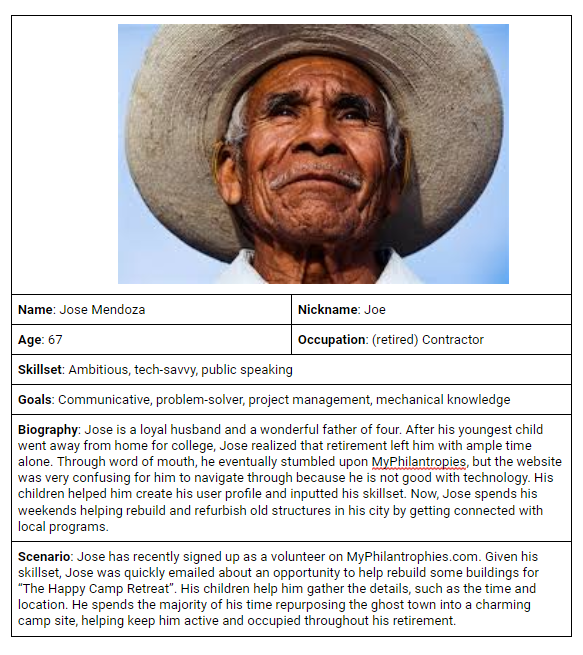 Name: Jose Mendoza
Nickname: Joe
Age: 67
Occupation: (retired) Contractor
Skillset: Ambitious, tech-savvy, public speaking
Goals: Communicative, problem-solver, project management, mechanical knowledge
Biography: Jose is a loyal husband and a wonderful father of four. After his youngest child
went away from home for college, Jose realized that retirement left him with ample time
alone. Through word of mouth, he eventually stumbled upon MyPhilantropies, but the website
was very confusing for him to navigate through because he is not good with technology. His
children helped him create his user profile and inputted his skillset. Now, Jose spends his
weekends helping rebuild and refurbish old structures in his city by getting connected with
local programs.
Scenario: Jose has recently signed up as a volunteer on MyPhilantrophies.com. Given his
skillset, Jose was quickly emailed about an opportunity to help rebuild some buildings for
“The Happy Camp Retreat”. His children help him gather the details, such as the time and
location. He spends the majority of his time repurposing the ghost town into a charming
camp site, helping keep him active and occupied throughout his retirement.